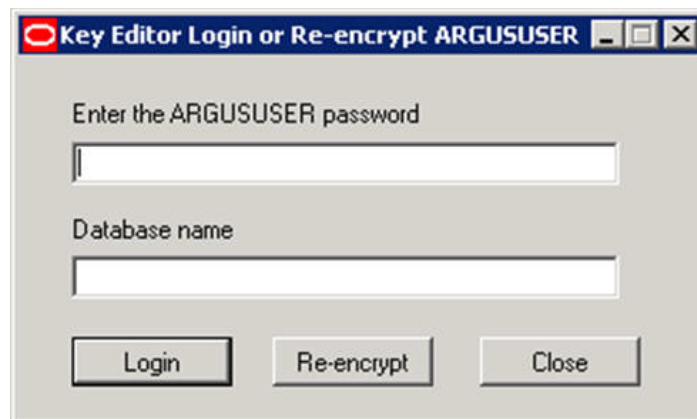 Key Editor Login or Re-encrypt ARGUSUSER
Enter the ARGUSUSER password
Database name
Login Re-encrypt Close